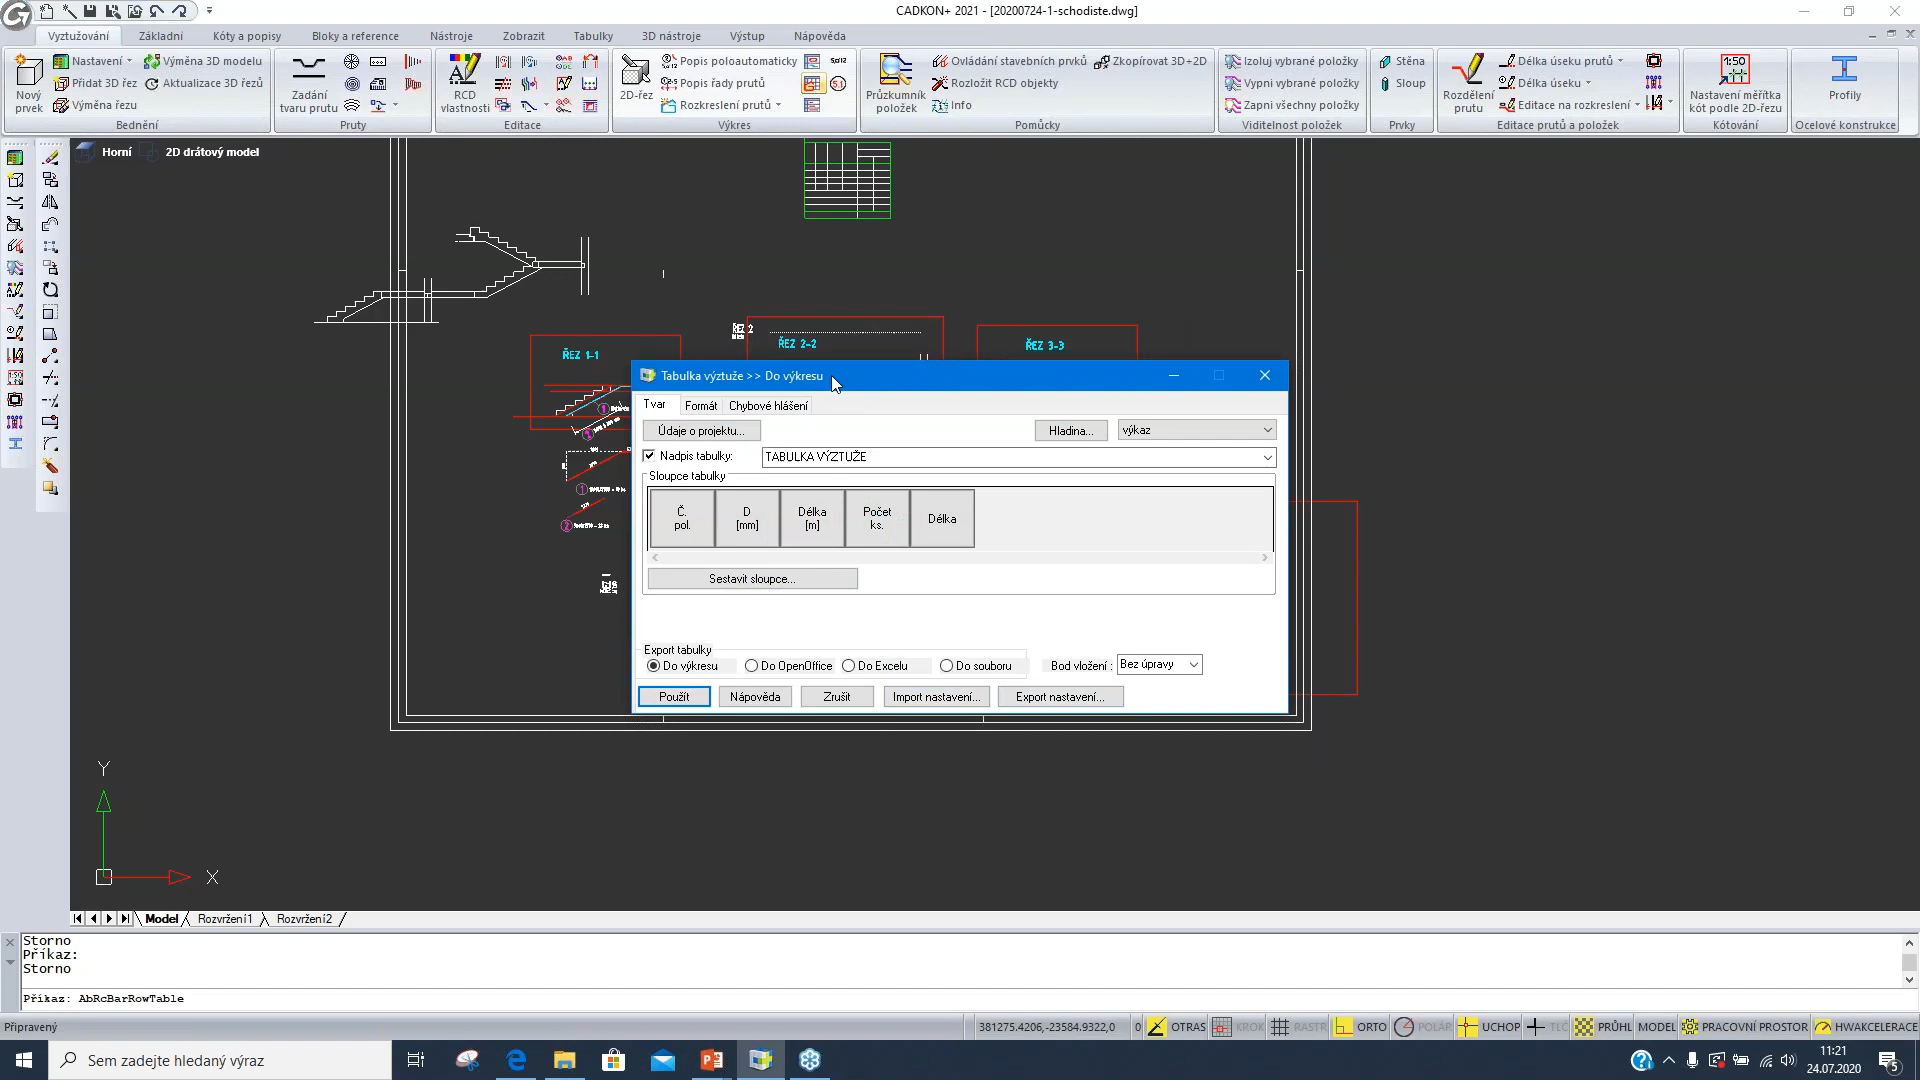 CADKON+ 2021 - [20200724-1-schodiste.dwg]
Vyztužování Základní Kóty a popisy Bloky a reference Nástroje Zobrazit Tabulky 3D nástroje Výstup Nápověda
Nový prvek
Nastavení
Výměna 3D modelu
Přidat 3D řez
Aktualizace 3D řezů
Výměna řezu
Bednění
Zadání tvaru prutu
Pruty
RCD vlastnosti
Editace
2D-řez
Popis poloautomaticky
Popis řady prutů
Rozkreslení prutů
Výkres
Průzkumník položek
Ovládání stavebních prvků
Zkopírovat 3D+2D
Rozložit RCD objekty
Info
Pomůcky
Izoluj vybrané položky
Vypni vybrané položky
Zapni všechny položky
Viditelnost položek
Stěna
Sloup
Prvky
Rozdělení prutu
Délka úseku prutů
Délka úseku
Editace na rozkreslení
Editace prutů a položek
1:50
Nastavení měřítka kót podle 2D-řezu
Kótování
Profily
Ocelové konstrukce
Horní 2D drátový model
ŘEZ 2
ŘEZ 1-1
ŘEZ 2-2
ŘEZ 3-3
Tabulka výztuže >> Do výkresu
Tvar Formát Chybové hlášení
Údaje o projektu... Hladina... výkaz
Nadpis tabulky: TABULKA VÝZTUŽE
Sloupce tabulky
Č. pol.
D [mm]
Délka [m]
Počet ks.
Délka
Sestavit sloupce...
Export tabulky
Do výkresu Do OpenOffice Do Excelu Do souboru Bod vložení : Bez úpravy
Použít Nápověda Zrušit Import nastavení... Export nastavení...
Y
X
Model Rozvržení1 Rozvržení2
Storno
Příkaz:
Storno
Příkaz: AbRcBarRowTable
Připravený 381275.4206,-23584.9322,0 0 OTRAS KROK RASTR ORTO POLÁR UCHOP TLČ PRŮHL MODEL PRACOVNÍ PROSTOR HWAKCELERACE
Sem zadejte hledaný výraz
11:21
24.07.2020
5